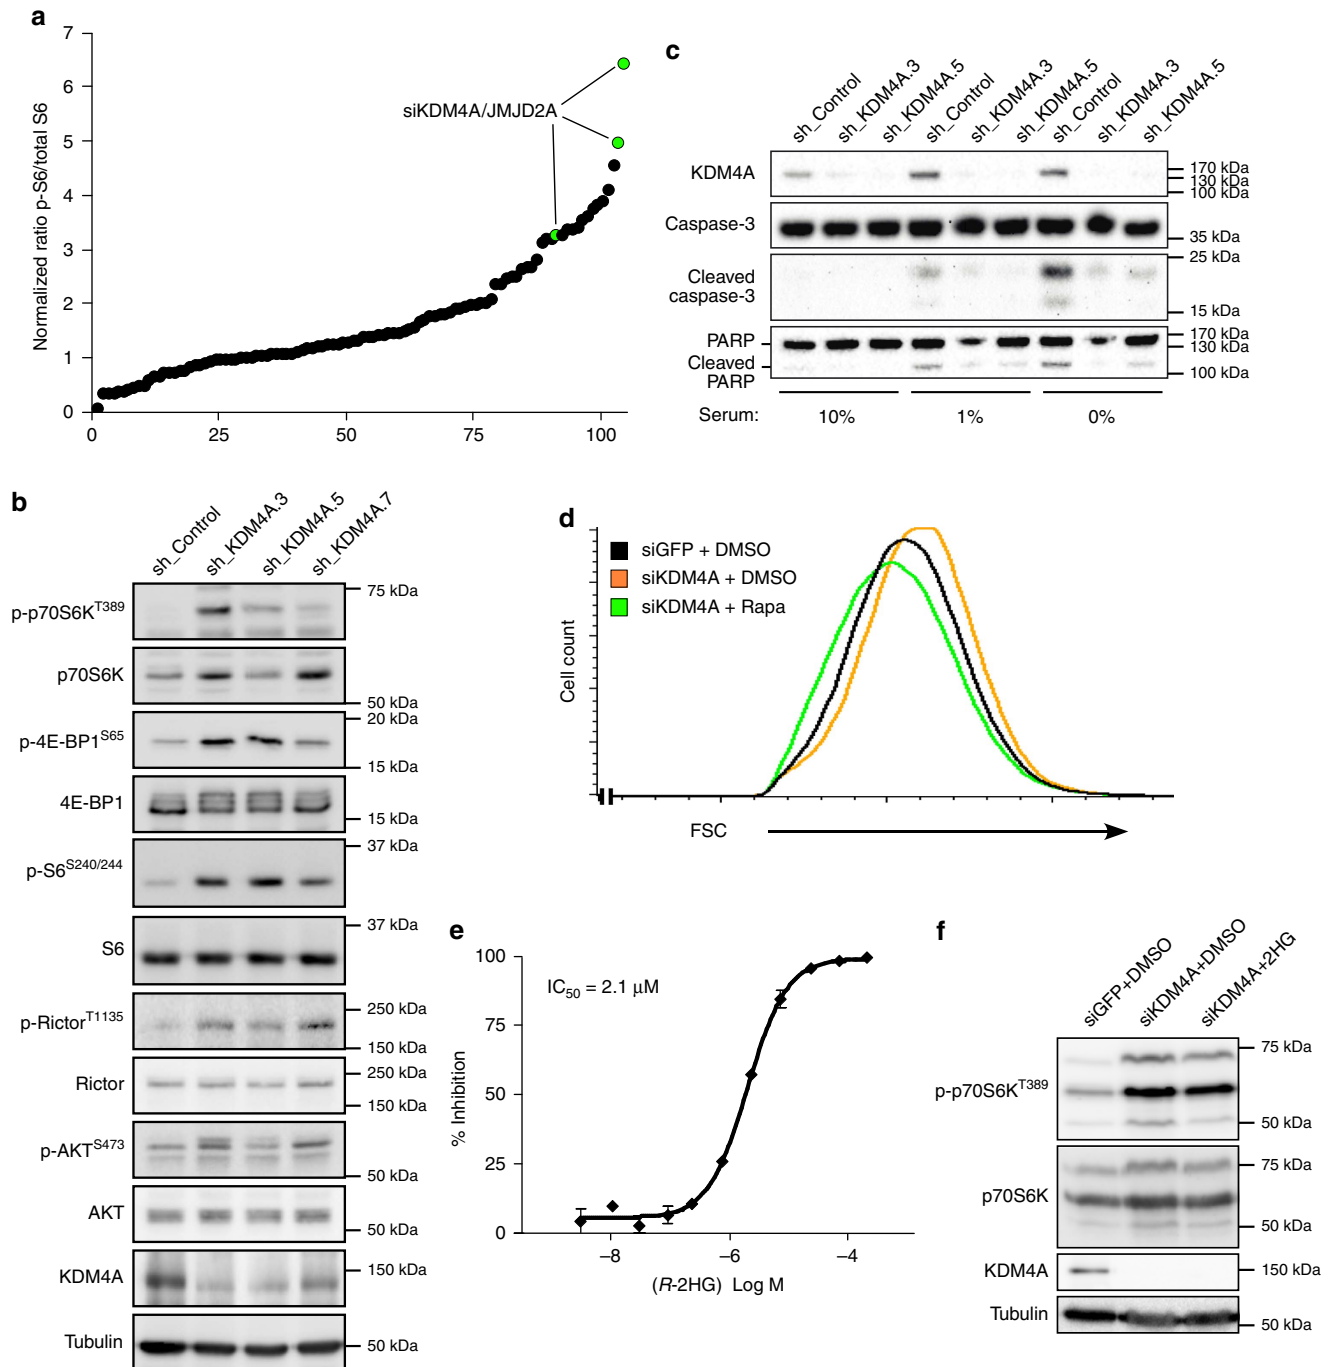 a
7
6
5
4
3
2
1
0
Normalized ratio p-S6/total S6
siKDM4A/JMJD2A
0
25
50
75
100
b
sh_Control
sh_KDM4A.3
sh_KDM4A.5
sh_KDM4A.7
p-p70S6K^T389
75 kDa
p70S6K
50 kDa
20 kDa
p-4E-BP1^S65
15 kDa
4E-BP1
15 kDa
37 kDa
p-S6^S240/244
37 kDa
S6
250 kDa
p-Rictor^T1135
150 kDa
250 kDa
Rictor
150 kDa
p-AKT^S473
50 kDa
AKT
50 kDa
150 kDa
KDM4A
Tubulin
50 kDa
c
sh_Control
sh_KDM4A.3
sh_KDM4A.5
sh_Control
sh_KDM4A.3
sh_KDM4A.5
sh_Control
sh_KDM4A.3
sh_KDM4A.5
KDM4A
170 kDa
130 kDa
100 kDa
Caspase-3
35 kDa
25 kDa
Cleaved
caspase-3
15 kDa
PARP
170 kDa
130 kDa
Cleaved
PARP
100 kDa
Serum:
10%
1%
0%
d
siGFP + DMSO
siKDM4A + DMSO
siKDM4A + Rapa
Cell count
FSC
e
100
75
50
25
0
% Inhibition
IC50 = 2.1 μM
–8
–6
–4
(R-2HG) Log M
f
siGFP+DMSO
siKDM4A+DMSO
siKDM4A+2HG
75 kDa
p-p70S6K^T389
50 kDa
75 kDa
p70S6K
50 kDa
KDM4A
150 kDa
Tubulin
50 kDa